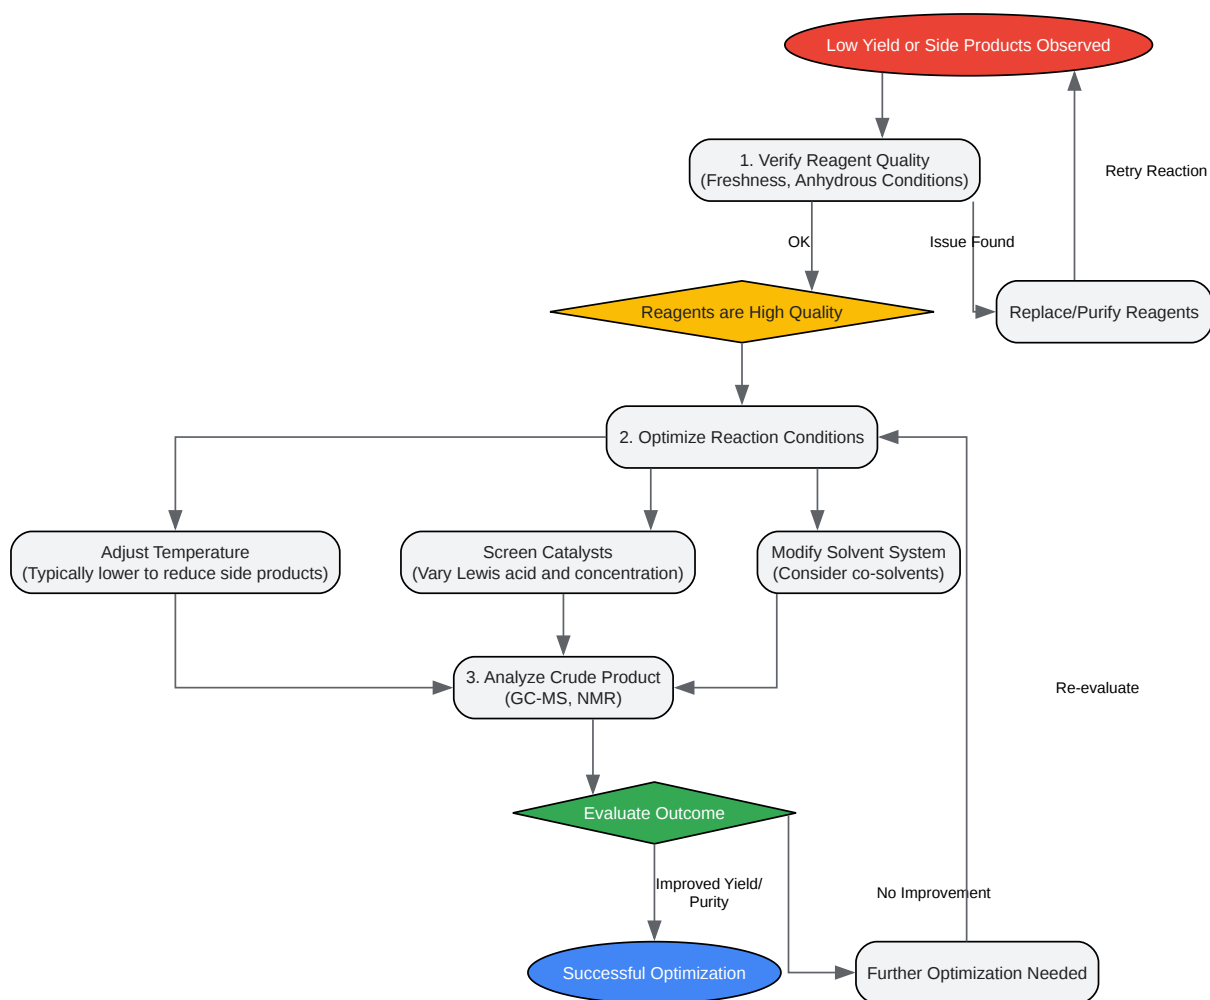 Low Yield or Side Products Observed
1. Verify Reagent Quality
(Freshness, Anhydrous Conditions)
Retry Reaction
OK
Issue Found
Reagents are High Quality
Replace/Purify Reagents
2. Optimize Reaction Conditions
Adjust Temperature
(Typically lower to reduce side products)
Screen Catalysts
(Vary Lewis acid and concentration)
Modify Solvent System
(Consider co-solvents)
3. Analyze Crude Product
(GC-MS, NMR)
Re-evaluate
Evaluate Outcome
Improved Yield/
Purity
No Improvement
Successful Optimization
Further Optimization Needed